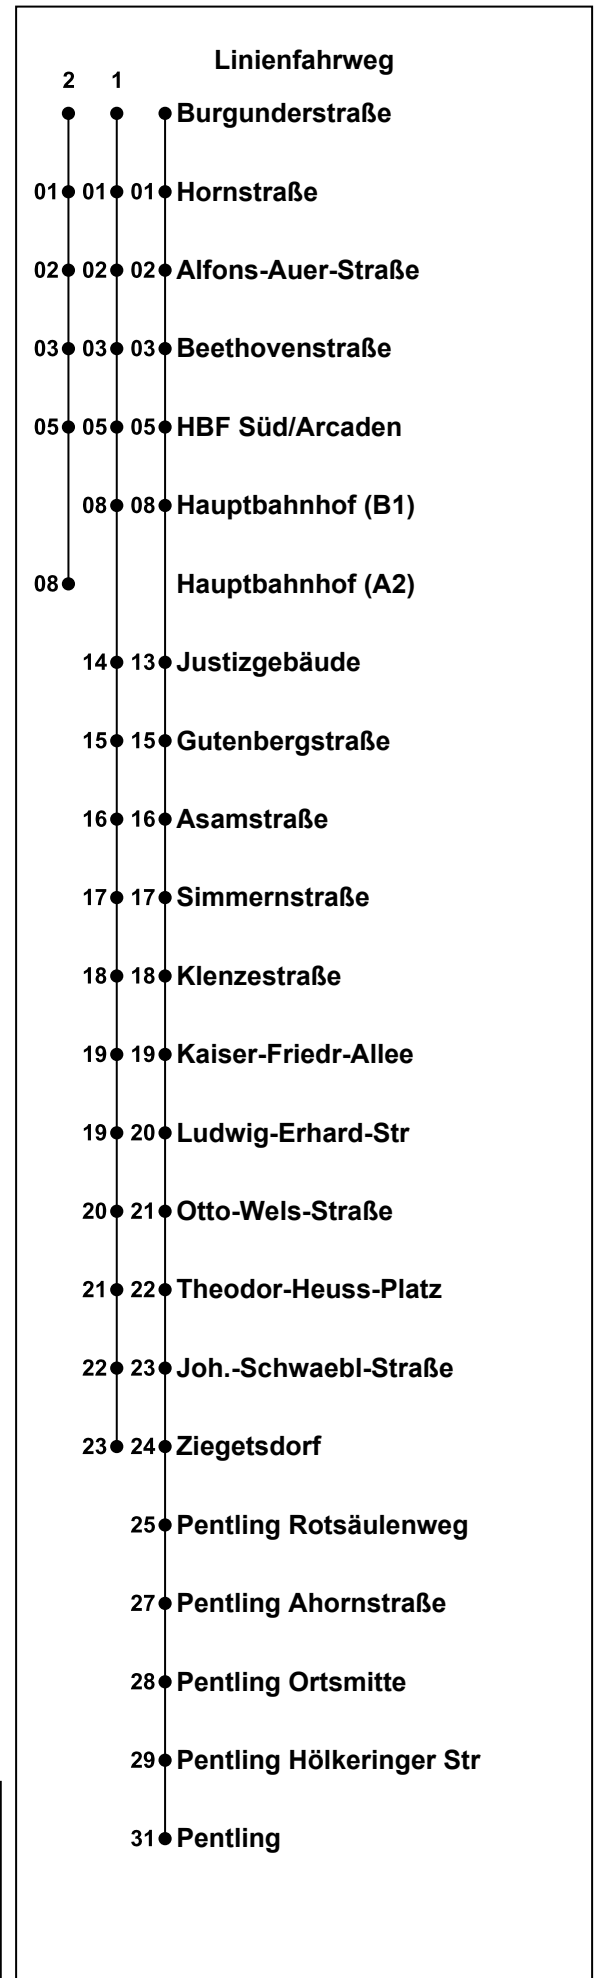 Linienfahrweg
2 1
Burgunderstraße
01 01 01 Hornstraße
02 02 02 Alfons-Auer-Straße
03 03 03 Beethovenstraße
05 05 05 HBF Süd/Arcaden
08 08 Hauptbahnhof (B1)
08 Hauptbahnhof (A2)
14 13 Justizgebäude
15 15 Gutenbergstraße
16 16 Asamstraße
17 17 Simmernstraße
18 18 Klenzestraße
19 19 Kaiser-Friedr-Allee
19 20 Ludwig-Erhard-Str
20 21 Otto-Wels-Straße
21 22 Theodor-Heuss-Platz
22 23 Joh.-Schwaebl-Straße
23 24 Ziegetsdorf
25 Pentling Rotsäulenweg
27 Pentling Ahornstraße
28 Pentling Ortsmitte
29 Pentling Hölkeringer Str
31 Pentling